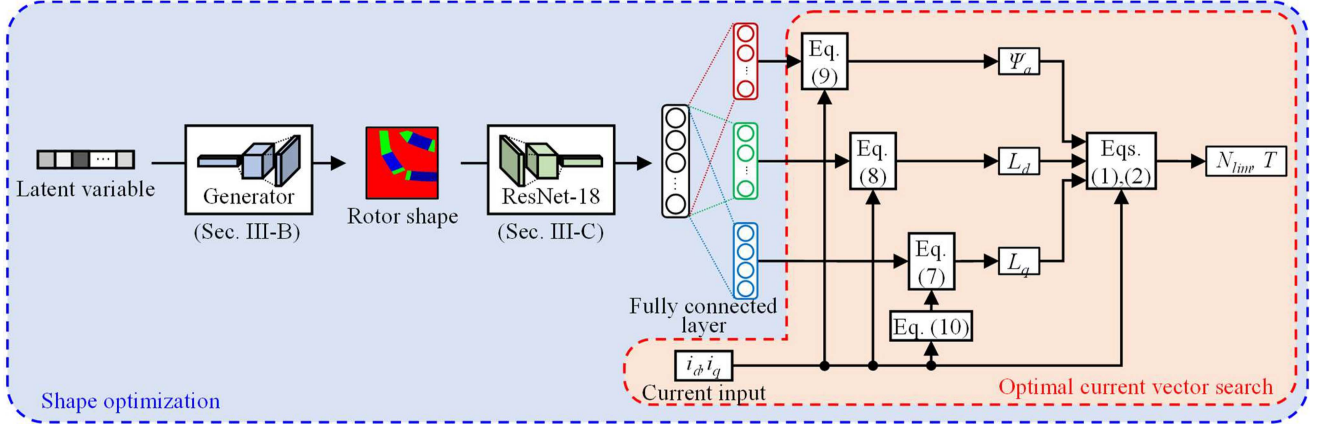 Latent variable
...
Generator
(Sec. III-B)
Rotor shape
ResNet-18
(Sec. III-C)
Fully connected
layer
Eq.
(9)
Eq.
(8)
Eq.
(7)
Eq. (10)
Ψa
Ld
Lq
Eqs.
(1),(2)
Nlim, T
id, iq
Current input
Shape optimization
Optimal current vector search